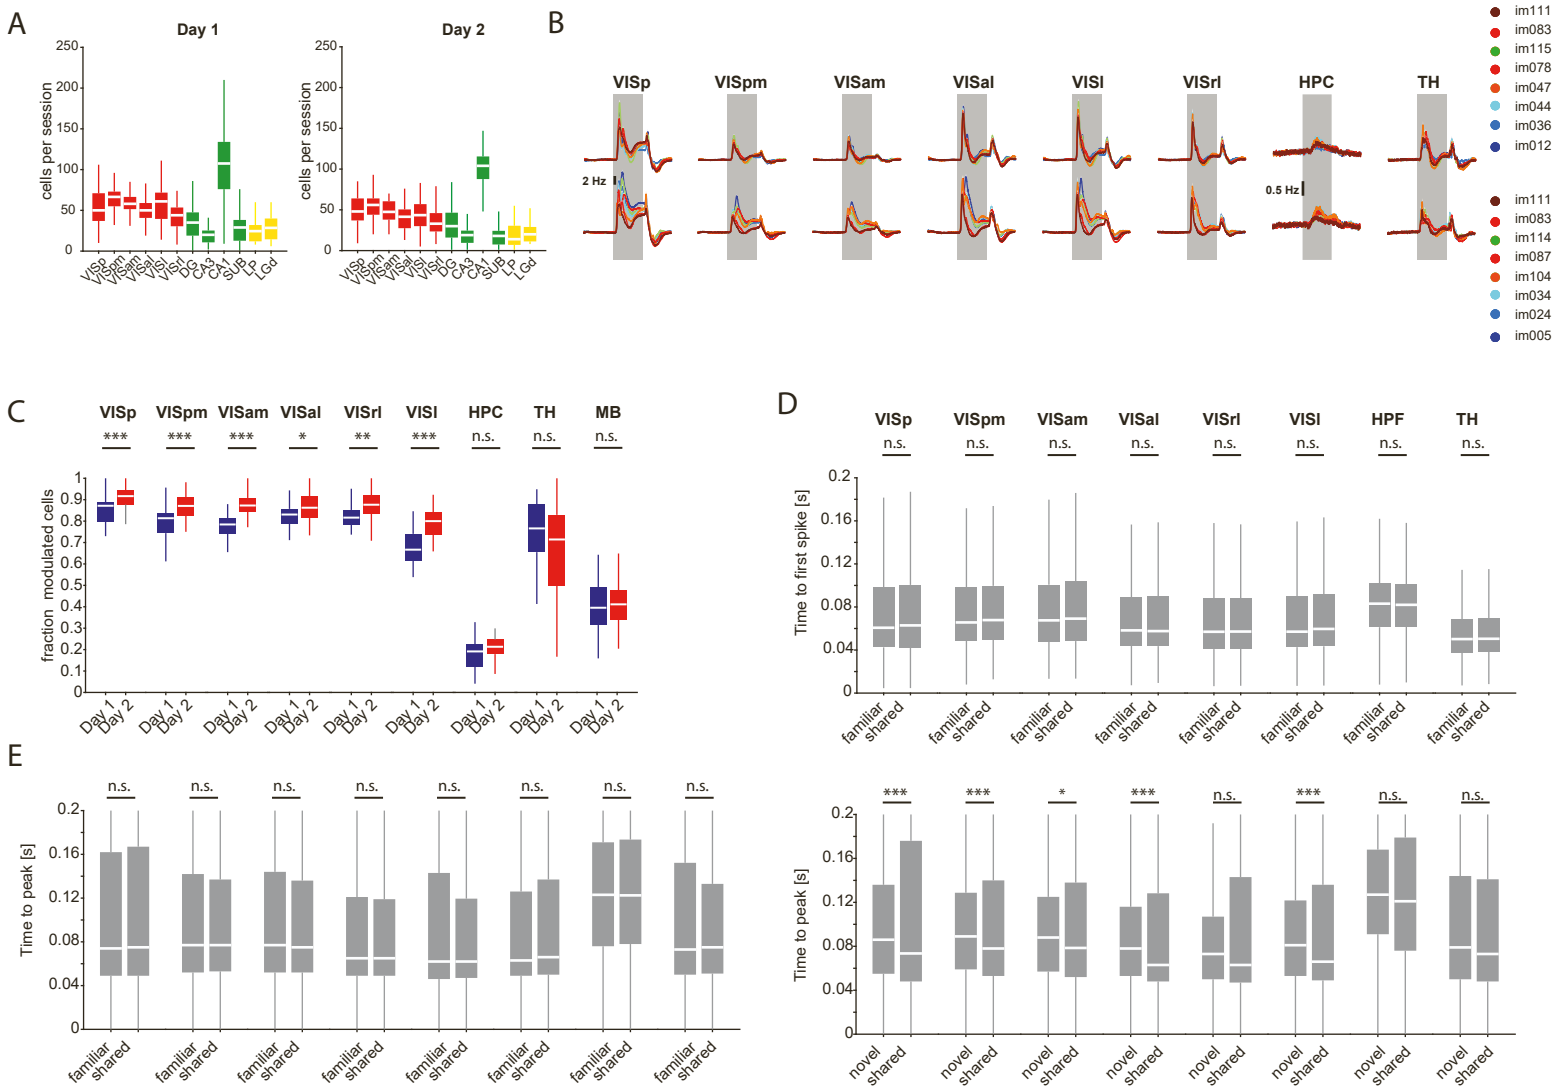 A
Day 1
cells per session
250
200
150
100
50
0
VISp
VISpm
VISam
VISal
VISl
VISrl
DG
CA3
CA1
SUB
LP
LGd
Day 2
cells per session
250
200
150
100
50
0
VISp
VISpm
VISam
VISal
VISl
VISrl
DG
CA3
CA1
SUB
LP
LGd
B
VISp VISpm VISam VISal VISl VISrl HPC TH
2 Hz
0.5 Hz
im111
im083
im115
im078
im047
im044
im036
im012
im111
im083
im114
im087
im104
im034
im024
im005
C
VISp VISpm VISam VISal VISrl VISl HPC TH MB
*** *** *** * ** *** n.s. n.s. n.s.
fraction modulated cells
1
0.9
0.8
0.7
0.6
0.5
0.4
0.3
0.2
0.1
0
Day 1 Day 2 Day 1 Day 2 Day 1 Day 2 Day 1 Day 2 Day 1 Day 2 Day 1 Day 2 Day 1 Day 2 Day 1 Day 2 Day 1 Day 2
D
VISp VISpm VISam VISal VISrl VISl HPF TH
n.s. n.s. n.s. n.s. n.s. n.s. n.s. n.s.
Time to first spike [s]
0.2
0.16
0.12
0.08
0.04
0
familiar shared familiar shared familiar shared familiar shared familiar shared familiar shared familiar shared familiar shared
E
n.s. n.s. n.s. n.s. n.s. n.s. n.s. n.s.
Time to peak [s]
0.2
0.16
0.12
0.08
0.04
0
familiar shared familiar shared familiar shared familiar shared familiar shared familiar shared familiar shared familiar shared
*** *** * *** n.s. *** n.s. n.s.
Time to peak [s]
0.2
0.16
0.12
0.08
0.04
0
novel shared novel shared novel shared novel shared novel shared novel shared novel shared novel shared